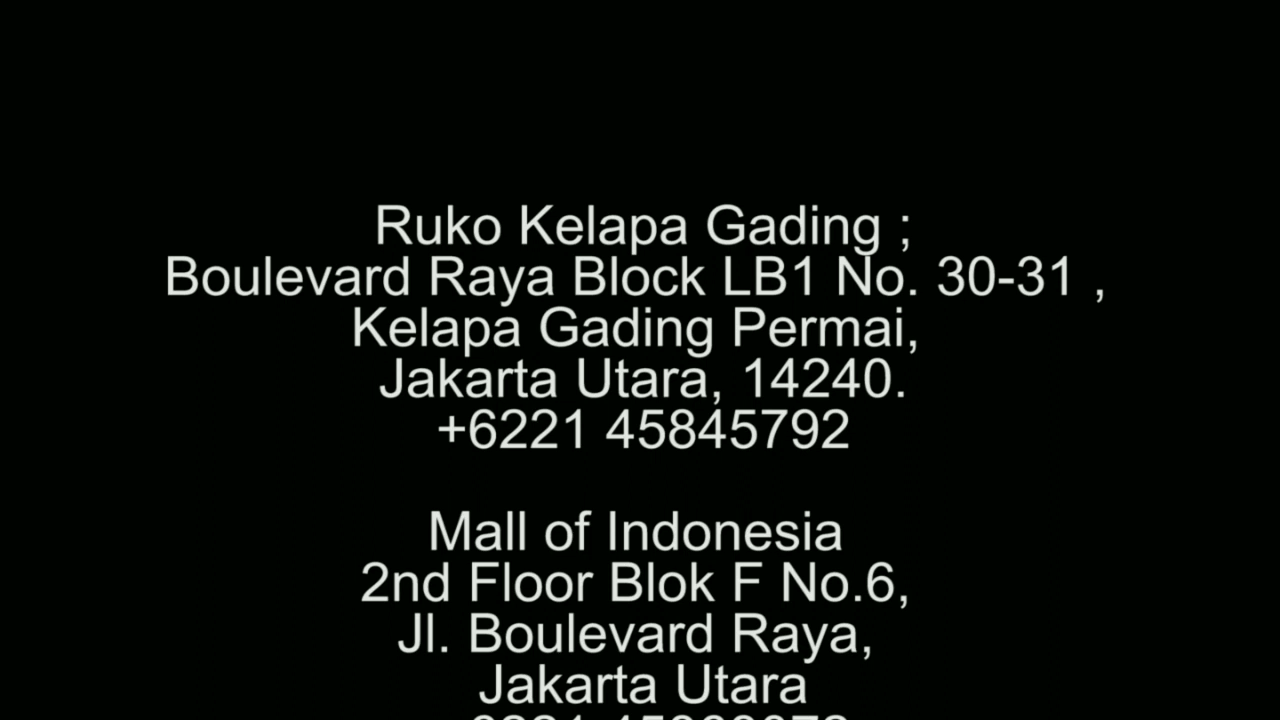 Ruko Kelapa Gading ;
Boulevard Raya Block LB1 No. 30-31 ,
Kelapa Gading Permai,
Jakarta Utara, 14240.
+6221 45845792
Mall of Indonesia
2nd Floor Blok F No.6,
Jl. Boulevard Raya,
Jakarta Utara